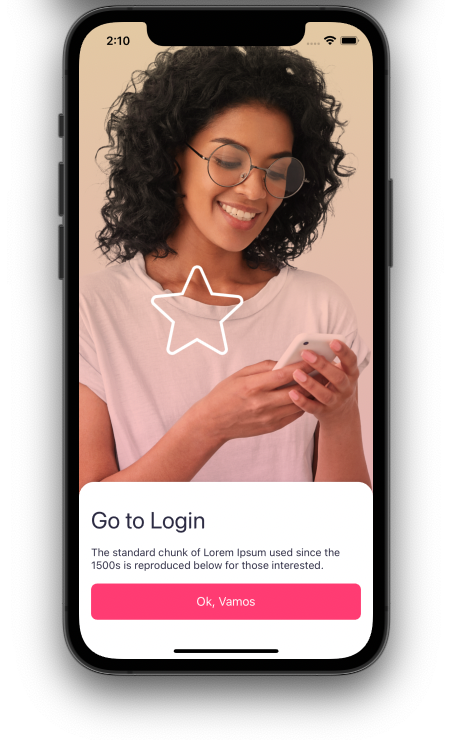 2:10
Go to Login
The standard chunk of Lorem Ipsum used since the
1500s is reproduced below for those interested.
Ok, Vamos